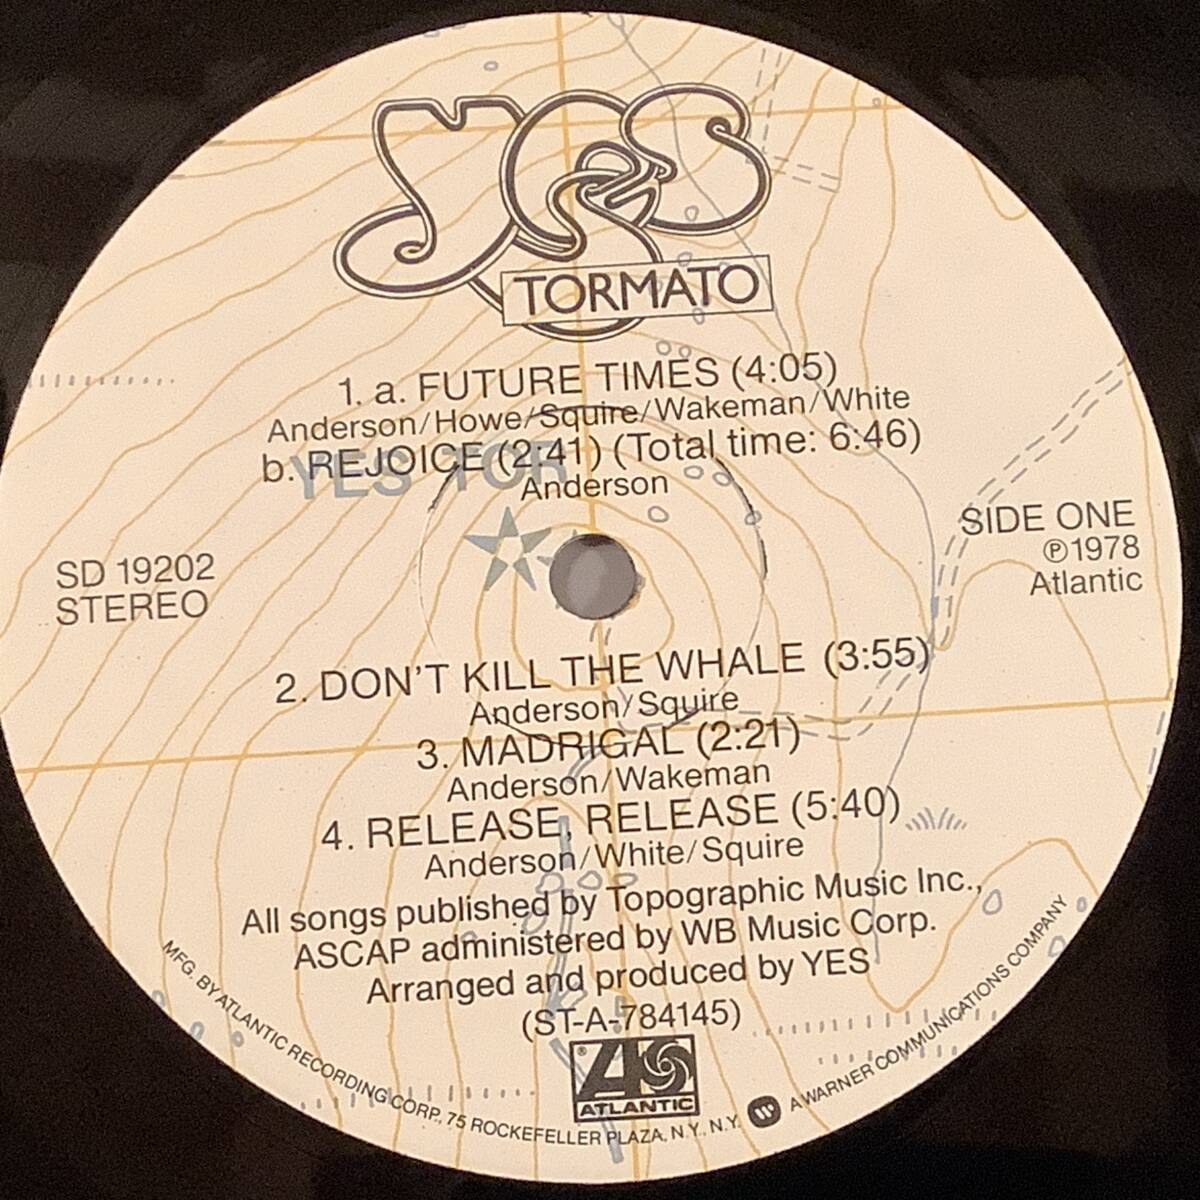 YES
TORMATO
1. a. FUTURE TIMES (4:05)
Anderson/Howe/Squire/Wakeman/White
b. REJOICE (2:41) (Total time: 6:46)
Anderson
YES TOR
SD 19202
STEREO
SIDE ONE
℗1978
Atlantic
2. DON'T KILL THE WHALE (3:55)
Anderson/Squire
3. MADRIGAL (2:21)
Anderson/Wakeman
4. RELEASE, RELEASE (5:40)
Anderson/White/Squire
All songs published by Topographic Music Inc.,
ASCAP administered by WB Music Corp.
Arranged and produced by YES
(ST-A-784145)
®
ATLANTIC
MFG. BY ATLANTIC RECORDING CORP., 75 ROCKEFELLER PLAZA, N.Y., N.Y. A WARNER COMMUNICATIONS COMPANY